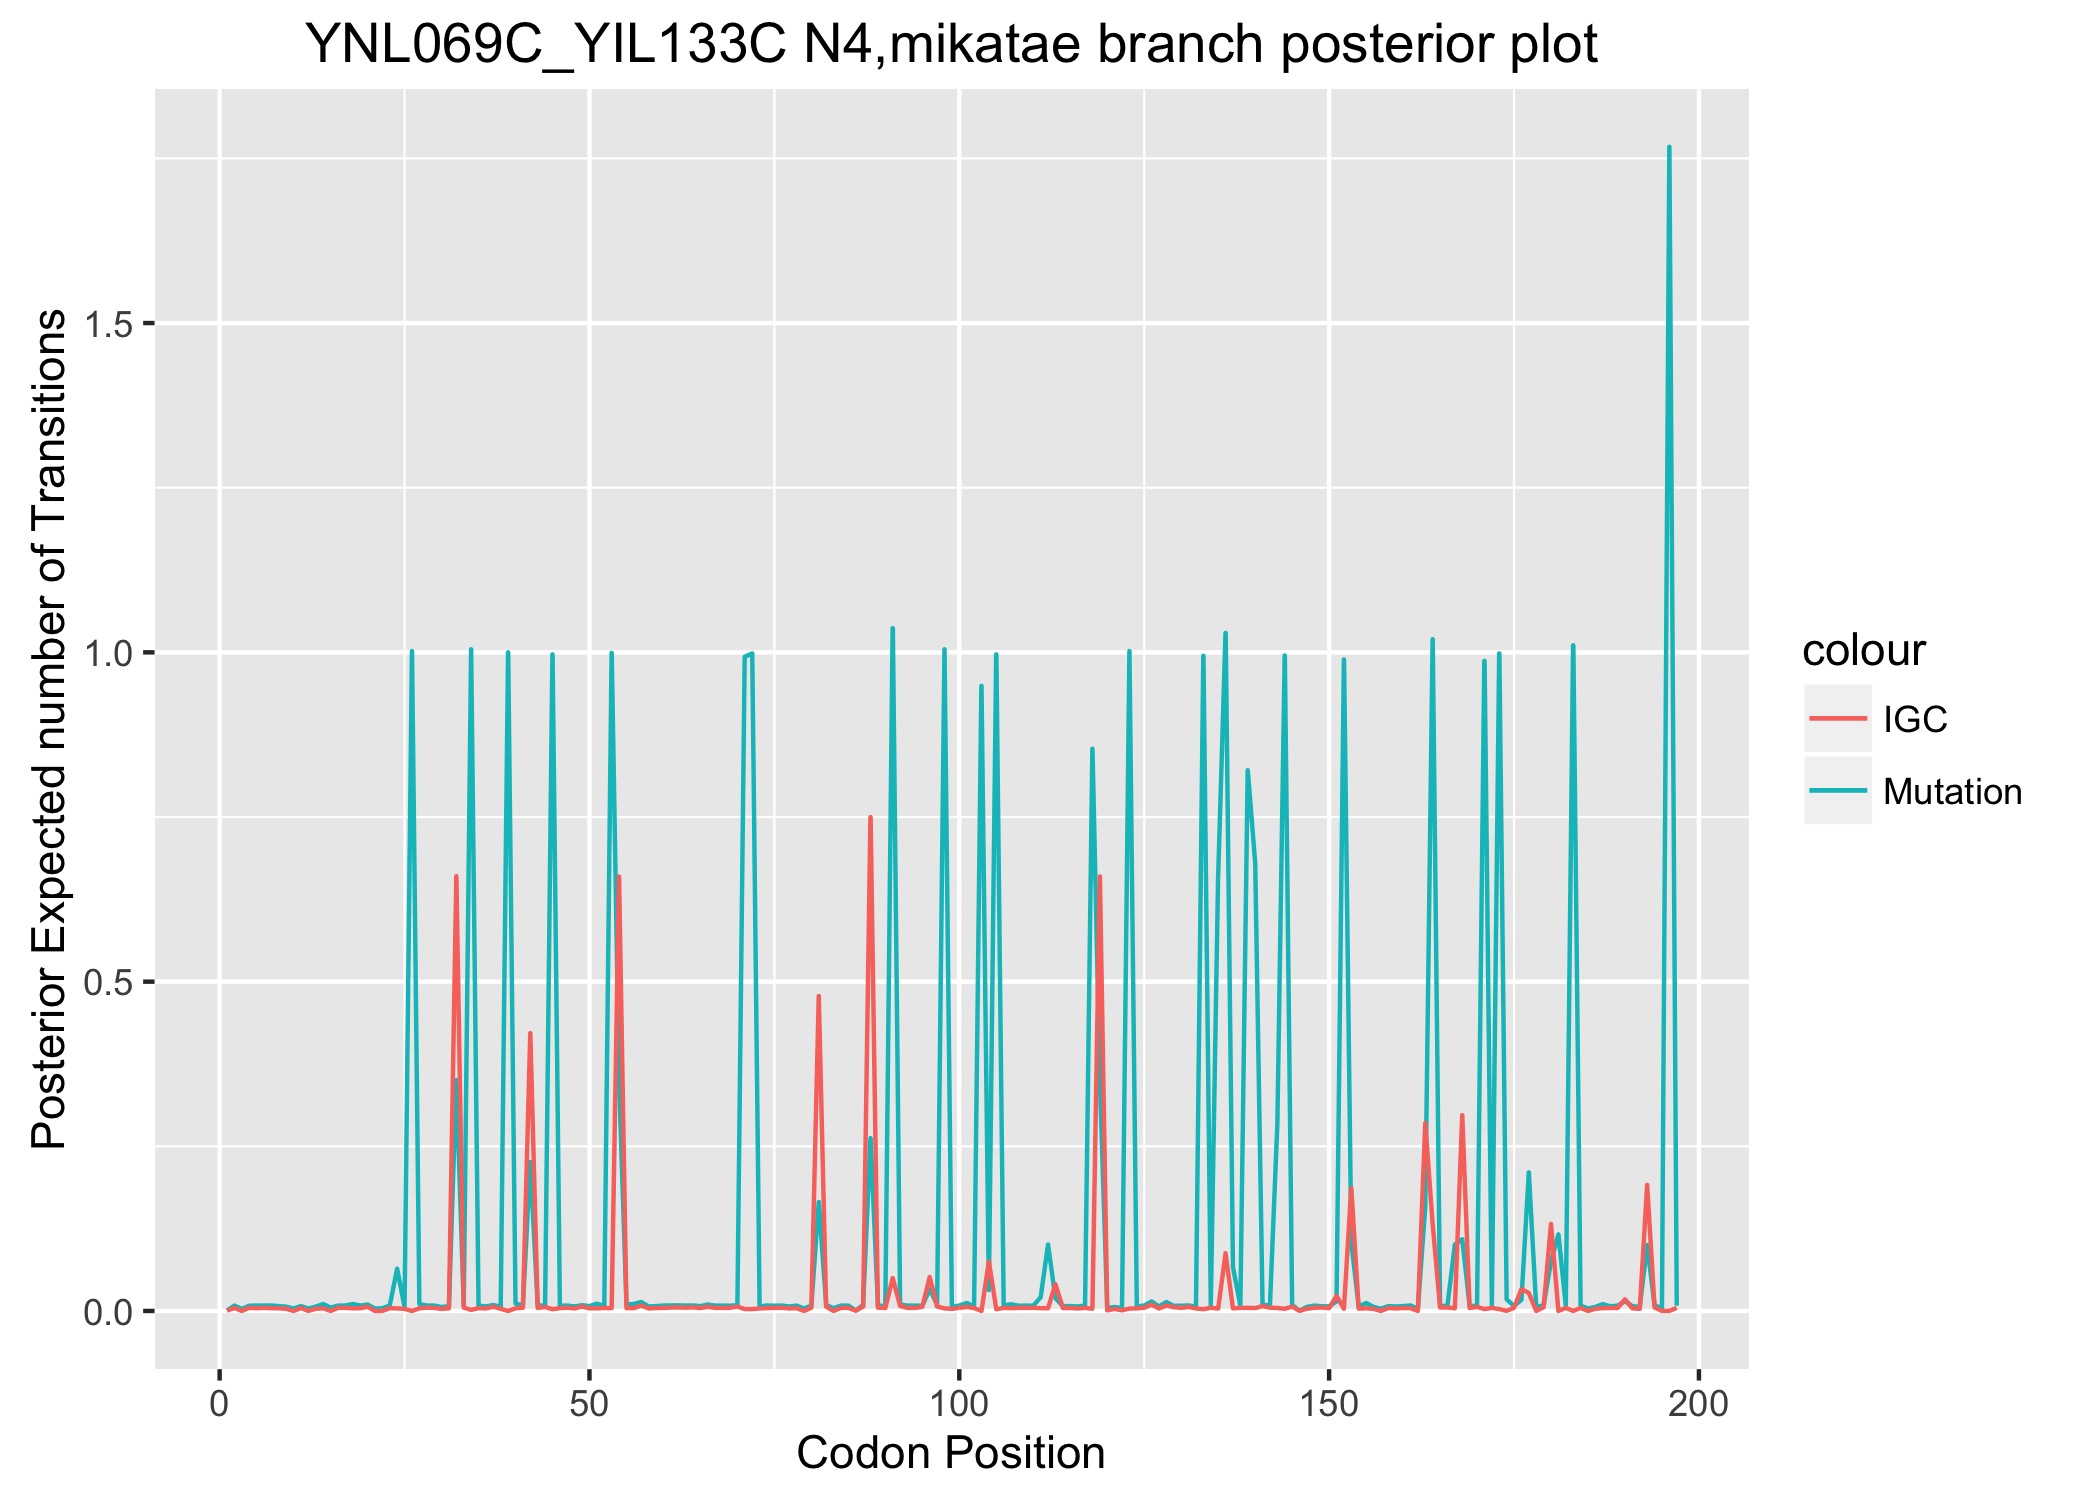 YNL069C_YIL133C N4,mikatae branch posterior plot
Posterior Expected number of Transitions
1.5
1.0
0.5
0.0
0
50
100
150
200
Codon Position
colour
IGC
Mutation